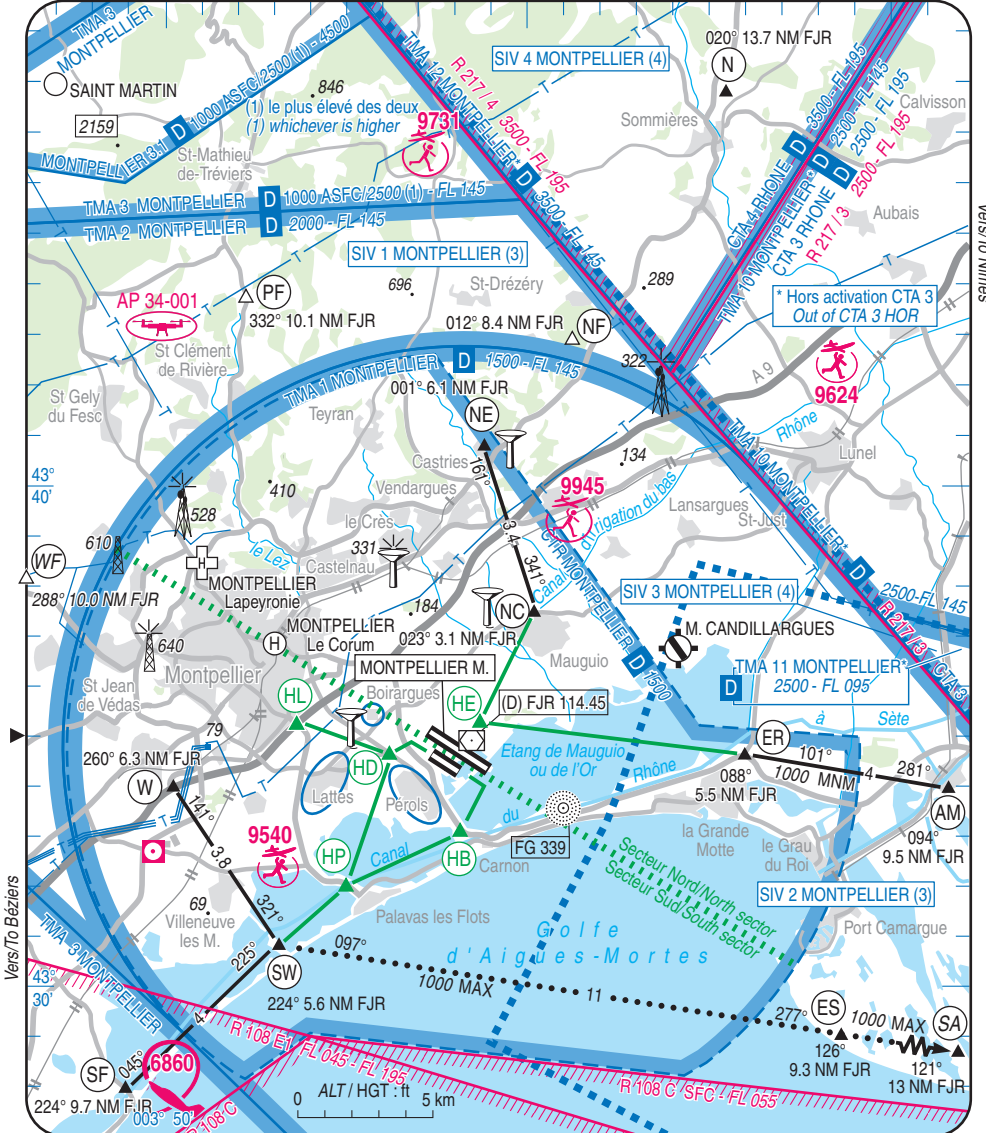 TMA 3
MONTPELLIER
SAINT MARTIN
2159
MONTPELLIER 3.1 D 1000 ASFC/2500 (1) - 4500
846
(1) le plus élevé des deux
(1) whichever is higher
9731
TMA 12 MONTPELLIER* D 3500-FL 145
R 217 / 4 3500 - FL 195
SIV 4 MONTPELLIER (4)
020° 13.7 NM FJR
N
Sommières
Calvisson
Aubais
CTA 4 RHONE D 3500 - FL 195
TMA 10 MONTPELLIER* D 2500-FL 145
CTA 3 RHONE D 2500 - FL 195
R 217 / 3 2500 - FL 195
Vers/To Nîmes
St-Mathieu
de-Tréviers
TMA 3 MONTPELLIER D 1000 ASFC/2500 (1) - FL 145
TMA 2 MONTPELLIER D 2000 - FL 145
SIV 1 MONTPELLIER (3)
696
St-Drézéry
289
* Hors activation CTA 3
Out of CTA 3 HOR
AP 34-001
PF
332° 10.1 NM FJR
012° 8.4 NM FJR
NF
322
A 9
9624
St Clément
de Rivière
TMA 1 MONTPELLIER D 1500 - FL 145
001° 6.1 NM FJR
NE
St Gely
du Fesc
Teyran
Castries
161°
3.4
341°
134
Rhône
Lunel
TMA 10 MONTPELLIER* D 2500-FL 145
43°
40'
410
528
Vendargues
9945
Canal d'irrigation du bas
Lansargues
St-Just
le Crès
331
Castelnau
le Lez
610
WF
288° 10.0 NM FJR
MONTPELLIER
Lapeyronie
184
NC
023° 3.1 NM FJR
CTR MONTPELLIER D 1500
SIV 3 MONTPELLIER (4)
R 217 / 3
CTA 3
640
H
MONTPELLIER
Le Corum
MONTPELLIER M.
Mauguio
M. CANDILLARGUES
TMA 11 MONTPELLIER*
D 2500 - FL 095
Montpellier
St Jean
de Védas
HL
Boirargues
HE
(D) FJR 114.45
79
260° 6.3 NM FJR
HD
Etang de Mauguio
ou de l'Or
à Sète
ER
101°
4
281°
1000 MNM
088°
5.5 NM FJR
AM
094°
9.5 NM FJR
W
141°
3.8
321°
Lattes
Pérols
du
Rhône
9540
HP
Canal
HB
Carnon
FG 339
la Grande
Motte
le Grau
du Roi
69
Villeneuve
les M.
Palavas les Flots
Secteur Nord/North sector
Secteur Sud/South sector
SIV 2 MONTPELLIER (3)
Port Camargue
Golfe
d'Aigues-Mortes
Vers/To Béziers
TMA 3 MONTPELLIER
43°
30'
225°
4
045°
SW
224° 5.6 NM FJR
097°
1000 MAX
11
277°
ES
126°
9.3 NM FJR
1000 MAX
SA
121°
13 NM FJR
R 108 E1 FL 045 - FL 195
R 108 C SFC - FL 055
R 108 C
SF
224° 9.7 NM FJR
6860
003° 50'
ALT / HGT : ft
0 5 km